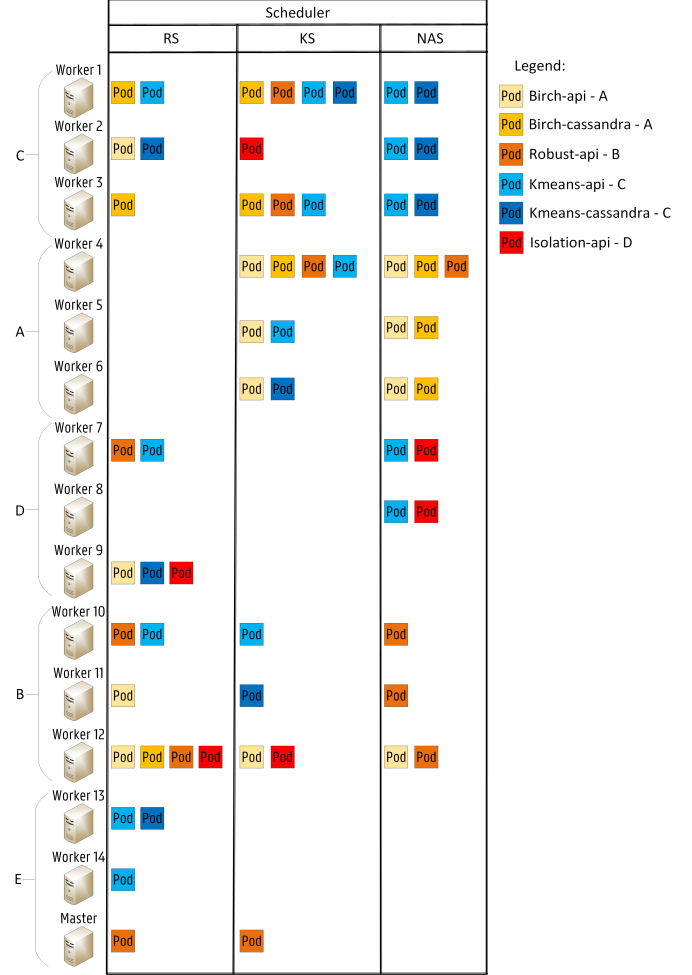 Scheduler
RS KS NAS
Legend:
Worker 1
Pod Pod Pod Pod Pod Pod Pod Pod
Pod Birch-api - A
Pod Birch-cassandra - A
Worker 2
C
Pod Pod Pod Pod Pod
Pod Robust-api - B
Pod Kmeans-api - C
Worker 3
Pod Pod Pod Pod Pod Pod
Pod Kmeans-cassandra - C
Pod Isolation-api - D
Worker 4
Pod Pod Pod Pod Pod Pod Pod
Worker 5
A
Pod Pod Pod Pod
Worker 6
Pod Pod Pod Pod
Worker 7
Pod Pod Pod Pod
Worker 8
D
Pod Pod
Worker 9
Pod Pod Pod
Worker 10
Pod Pod Pod Pod
Worker 11
B
Pod Pod Pod
Worker 12
Pod Pod Pod Pod Pod Pod Pod Pod
Worker 13
Pod Pod
Worker 14
E
Pod
Master
Pod Pod